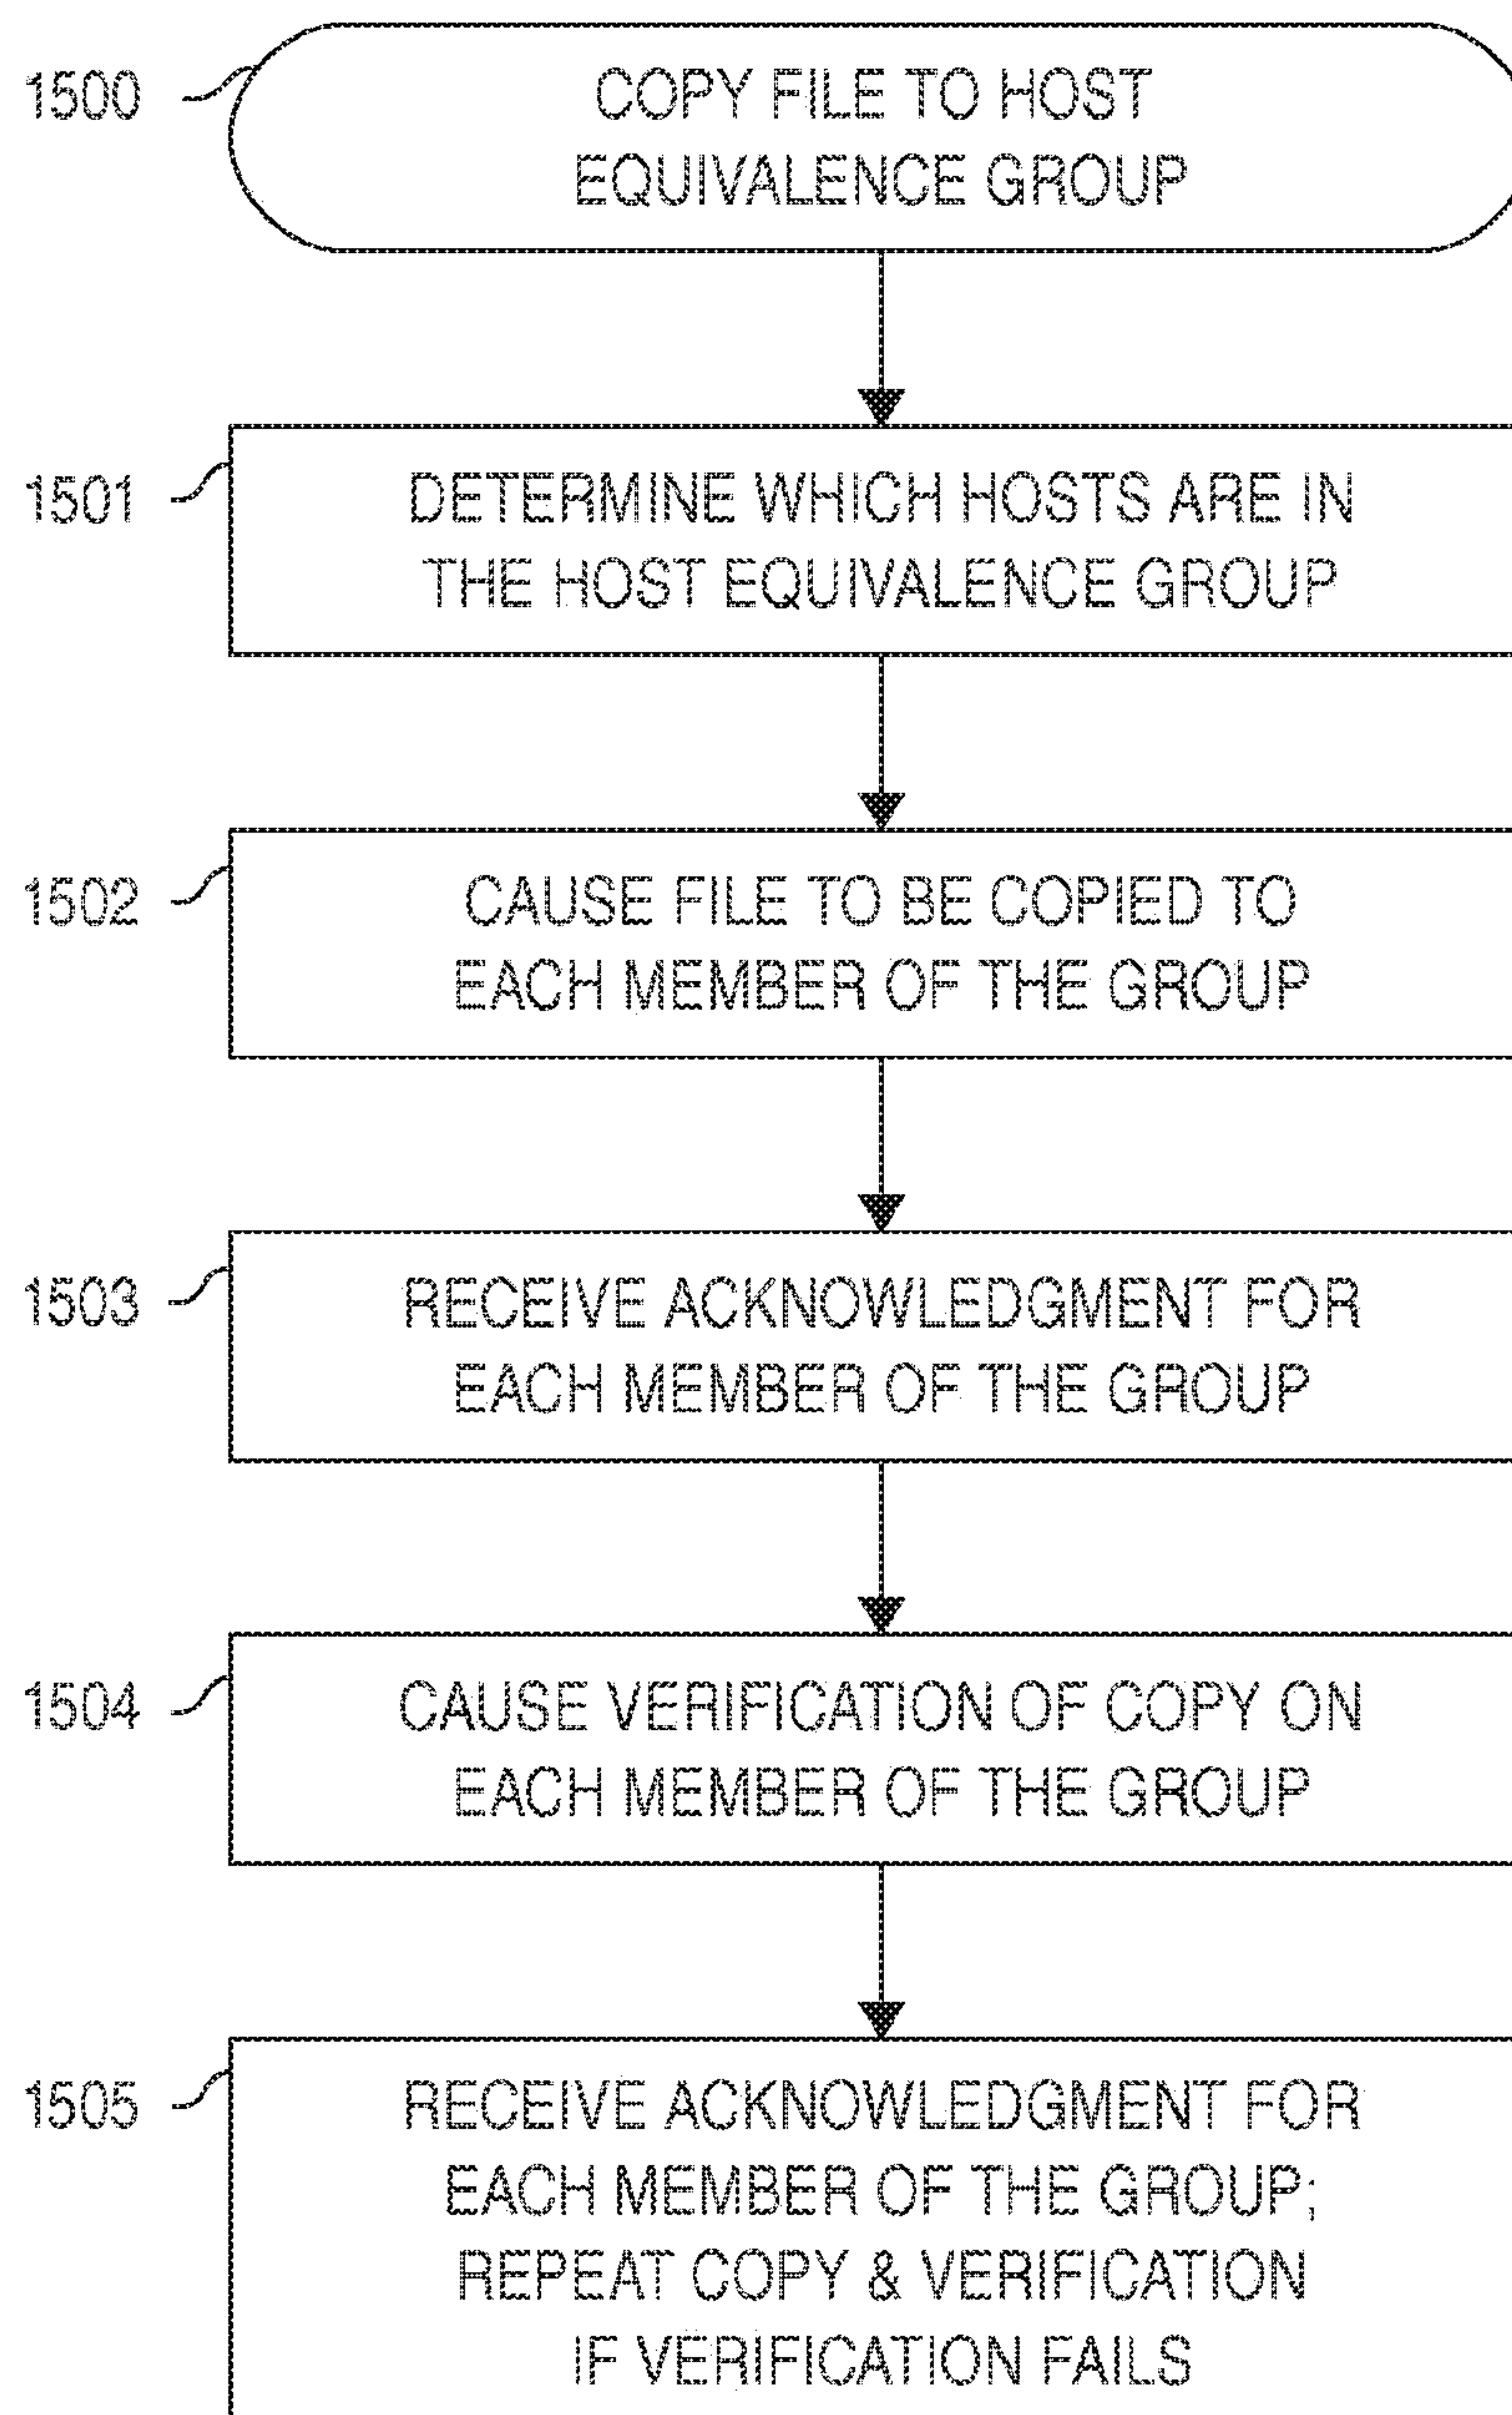 1500
COPY FILE TO HOST
EQUIVALENCE GROUP
1501
DETERMINE WHICH HOSTS ARE IN
THE HOST EQUIVALENCE GROUP
1502
CAUSE FILE TO BE COPIED TO
EACH MEMBER OF THE GROUP
1503
RECEIVE ACKNOWLEDGMENT FOR
EACH MEMBER OF THE GROUP
1504
CAUSE VERIFICATION OF COPY ON
EACH MEMBER OF THE GROUP
1505
RECEIVE ACKNOWLEDGMENT FOR
EACH MEMBER OF THE GROUP;
REPEAT COPY & VERIFICATION
IF VERIFICATION FAILS